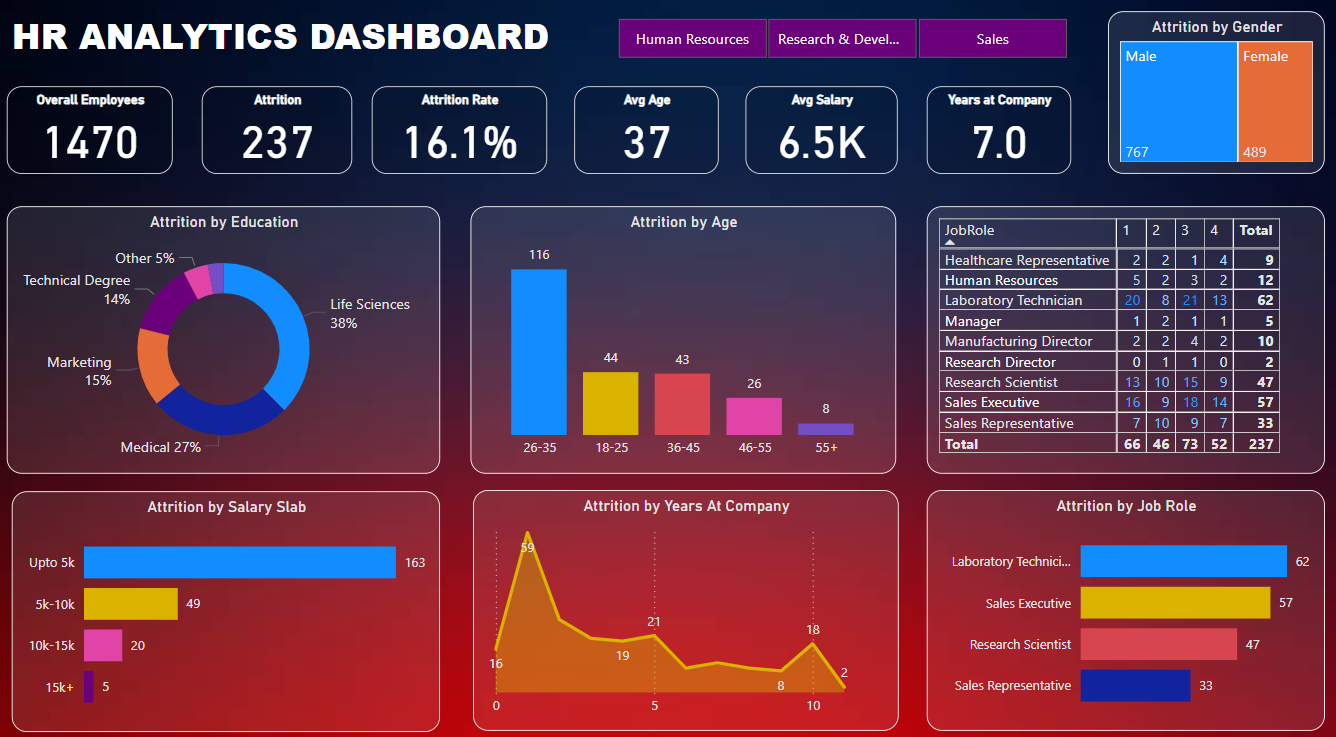 HR ANALYTICS DASHBOARD
Human Resources
Research & Devel...
Sales
Attrition by Gender
Male
Female
767
489
Overall Employees
1470
Attrition
237
Attrition Rate
16.1%
Avg Age
37
Avg Salary
6.5K
Years at Company
7.0
Attrition by Education
Other 5%
Technical Degree
14%
Life Sciences
38%
Marketing
15%
Medical 27%
Attrition by Age
116
44
43
26
8
26-35 18-25 36-45 46-55 55+
JobRole 1 2 3 4 Total
Healthcare Representative 2 2 1 4 9
Human Resources 5 2 3 2 12
Laboratory Technician 20 8 21 13 62
Manager 1 2 1 1 5
Manufacturing Director 2 2 4 2 10
Research Director 0 1 1 0 2
Research Scientist 13 10 15 9 47
Sales Executive 16 9 18 14 57
Sales Representative 7 10 9 7 33
Total 66 46 73 52 237
Attrition by Salary Slab
Upto 5k 163
5k-10k 49
10k-15k 20
15k+ 5
Attrition by Years At Company
59
21
18
19
16
2
8
0 5 10
Attrition by Job Role
Laboratory Technici... 62
Sales Executive 57
Research Scientist 47
Sales Representative 33